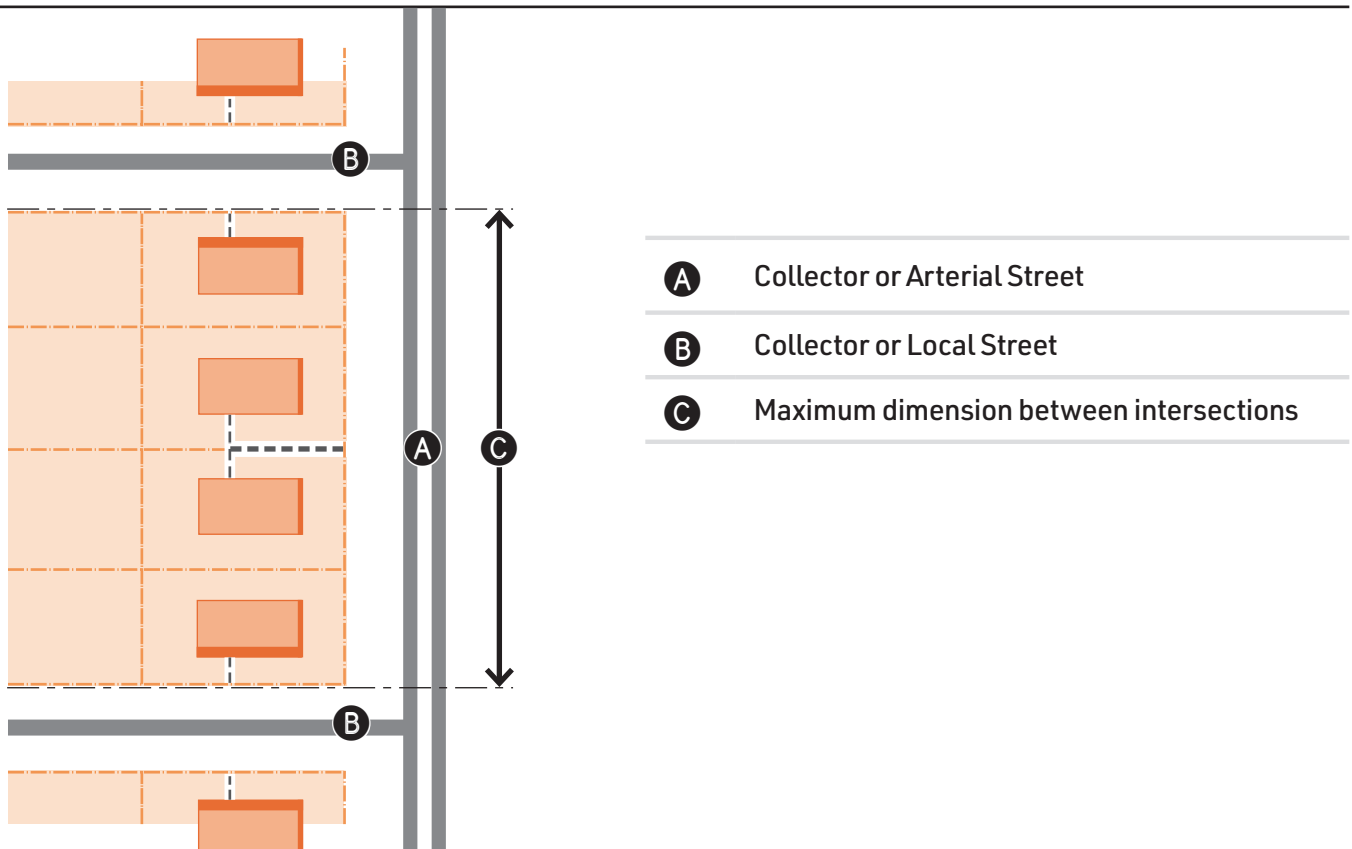 B
A Collector or Arterial Street
B Collector or Local Street
C Maximum dimension between intersections
A C
B